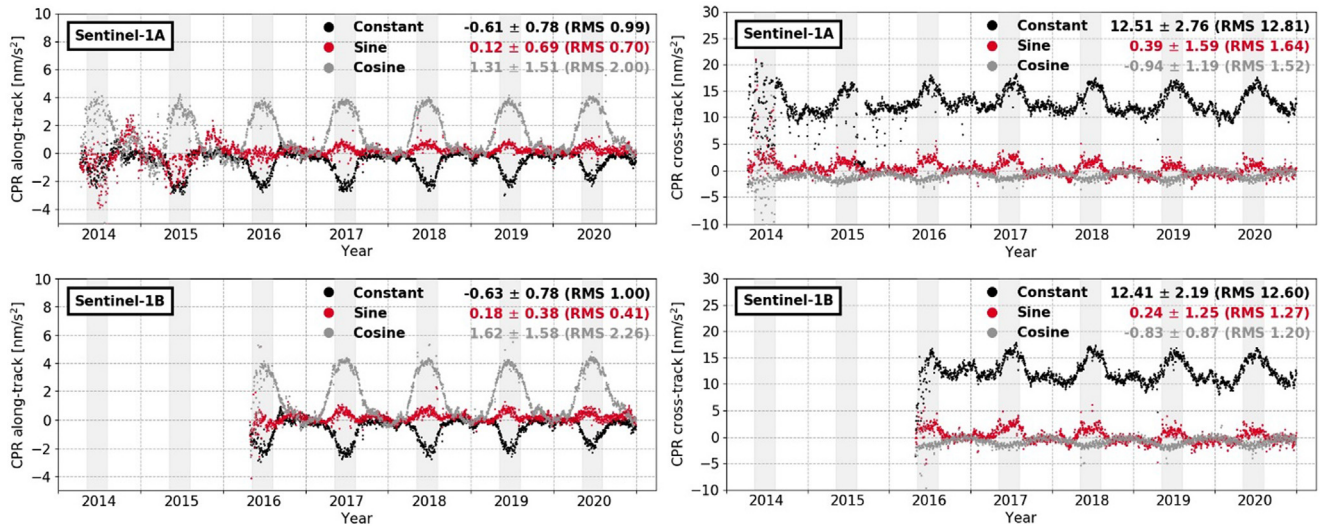 Sentinel-1A
Constant -0.61 ± 0.78 (RMS 0.99)
Sine 0.12 ± 0.69 (RMS 0.70)
Cosine 1.31 ± 1.51 (RMS 2.00)
CPR along-track [nm/s²]
10
8
6
4
2
0
−2
−4
2014 2015 2016 2017 2018 2019 2020
Year
Sentinel-1A
Constant 12.51 ± 2.76 (RMS 12.81)
Sine 0.39 ± 1.59 (RMS 1.64)
Cosine -0.94 ± 1.19 (RMS 1.52)
CPR cross-track [nm/s²]
30
25
20
15
10
5
0
−5
−10
2014 2015 2016 2017 2018 2019 2020
Year
Sentinel-1B
Constant -0.63 ± 0.78 (RMS 1.00)
Sine 0.18 ± 0.38 (RMS 0.41)
Cosine 1.62 ± 1.58 (RMS 2.26)
CPR along-track [nm/s²]
10
8
6
4
2
0
−2
−4
2014 2015 2016 2017 2018 2019 2020
Year
Sentinel-1B
Constant 12.41 ± 2.19 (RMS 12.60)
Sine 0.24 ± 1.25 (RMS 1.27)
Cosine -0.83 ± 0.87 (RMS 1.20)
CPR cross-track [nm/s²]
30
25
20
15
10
5
0
−5
−10
2014 2015 2016 2017 2018 2019 2020
Year